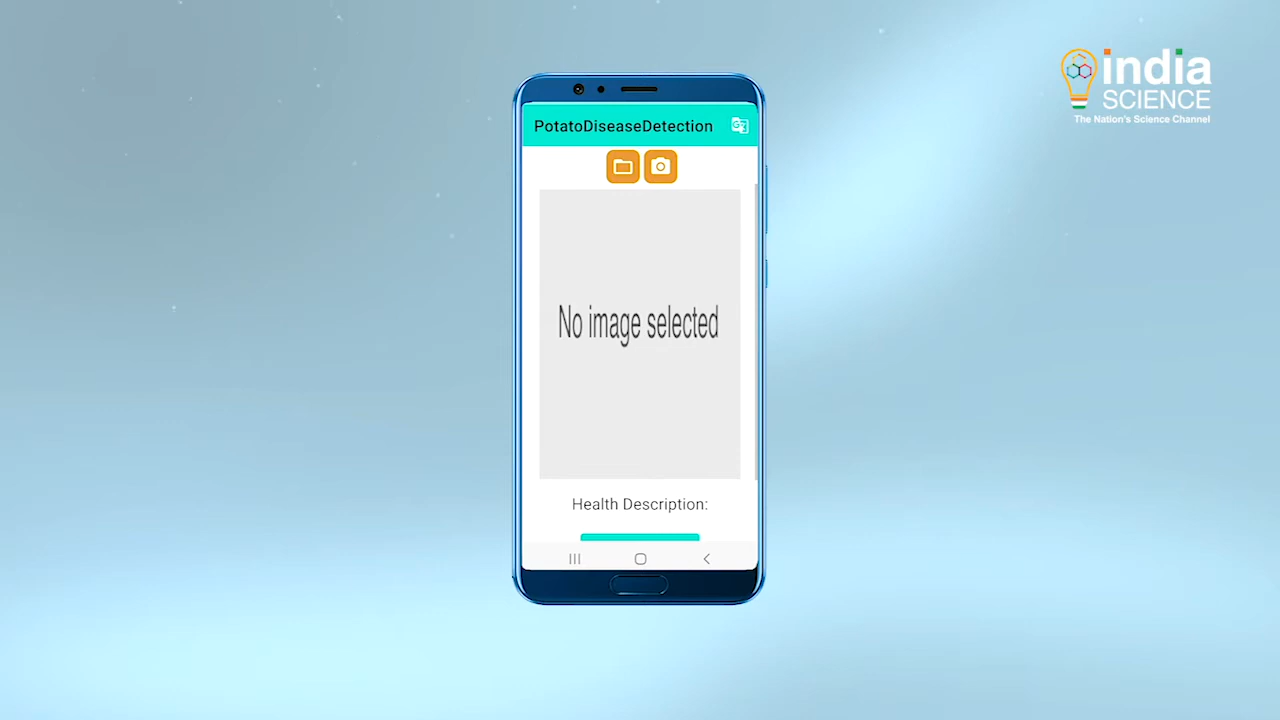 india
SCIENCE
The Nation's Science Channel
PotatoDiseaseDetection
No image selected
Health Description: